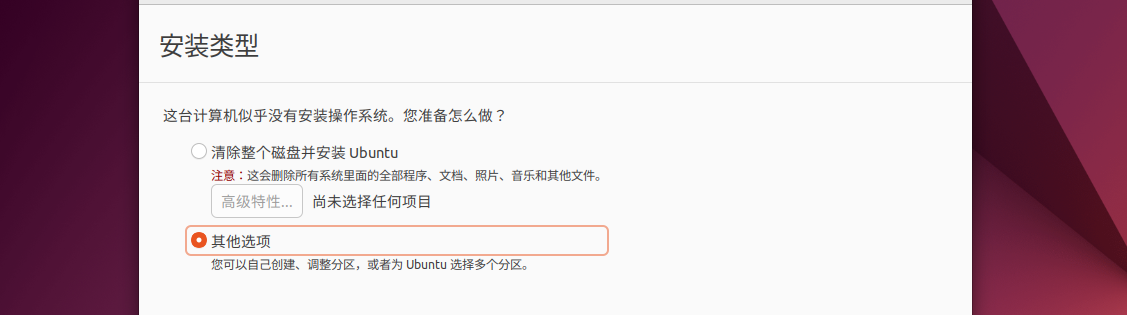 安装类型
这台计算机似乎没有安装操作系统。您准备怎么做？
清除整个磁盘并安装 Ubuntu
注意：这会删除所有系统里面的全部程序、文档、照片、音乐和其他文件。
高级特性... 尚未选择任何项目
其他选项
您可以自己创建、调整分区，或者为 Ubuntu 选择多个分区。